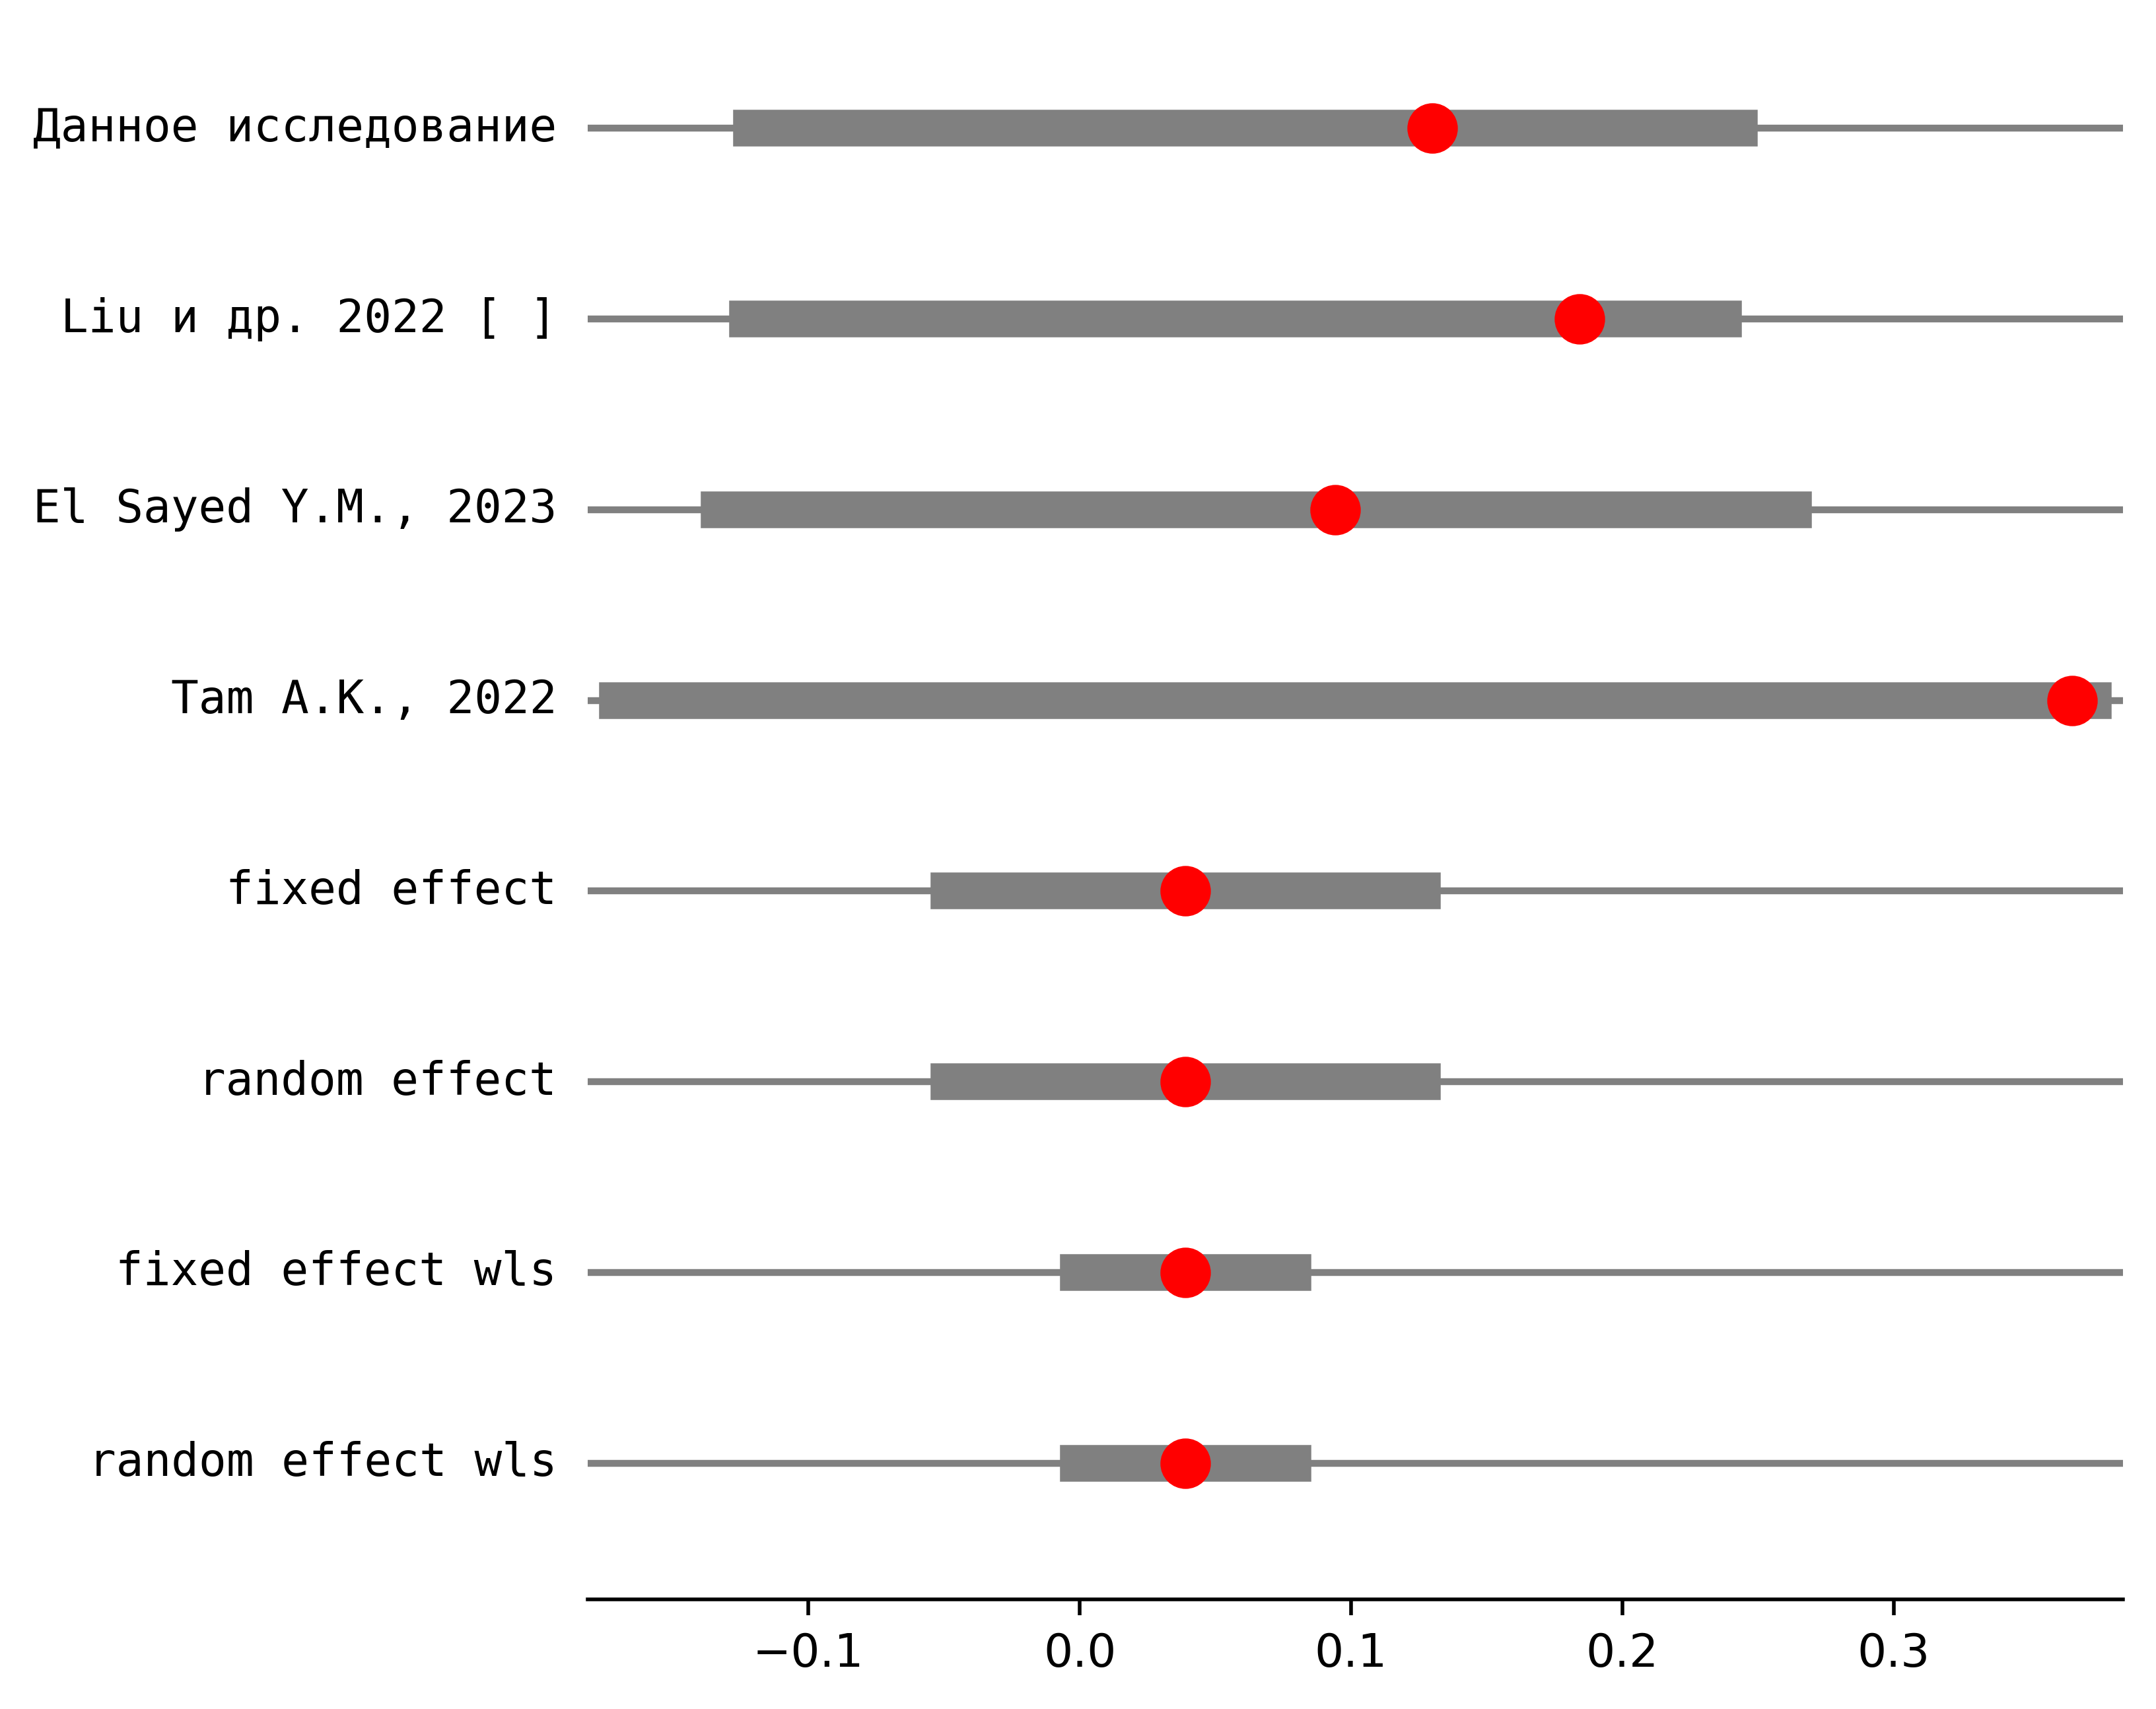 Данное исследование
Liu и др. 2022 [ ]
El Sayed Y.M., 2023
Tam A.K., 2022
fixed effect
random effect
fixed effect wls
random effect wls
−0.1 0.0 0.1 0.2 0.3